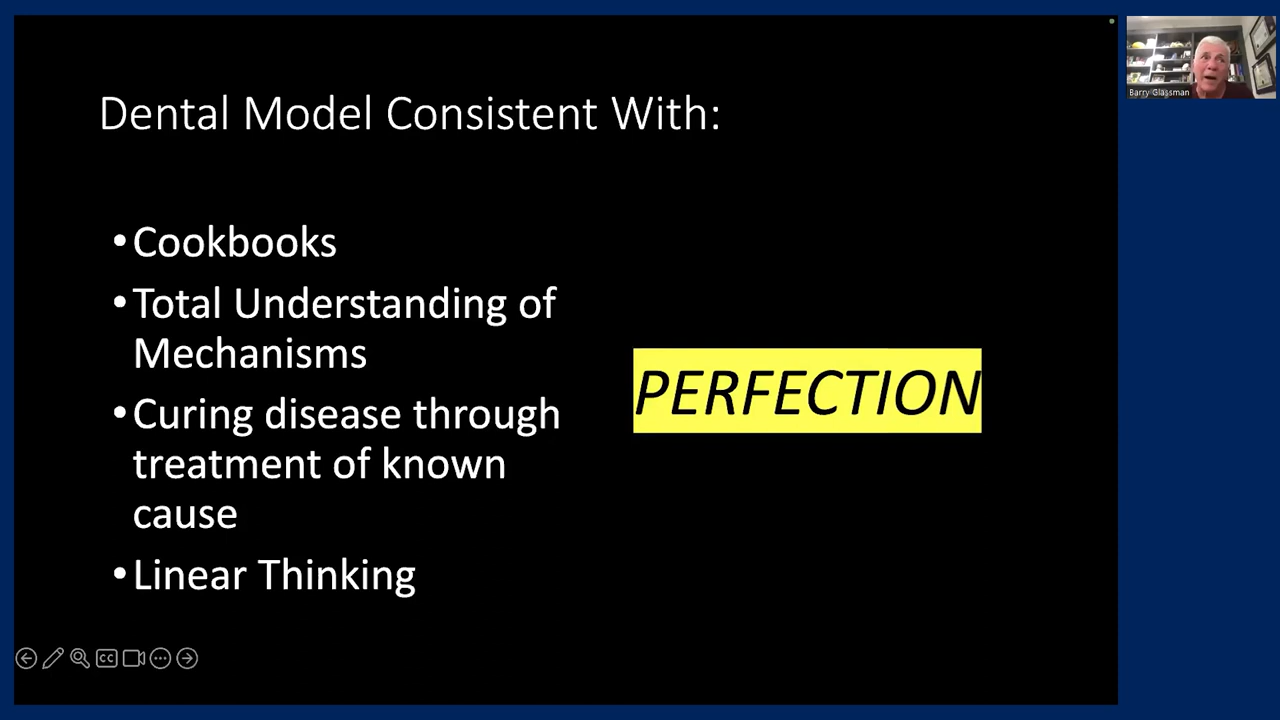 Dental Model Consistent With:
•Cookbooks
•Total Understanding of
Mechanisms
•Curing disease through
treatment of known
cause
•Linear Thinking
PERFECTION
CC
Barry Glassman